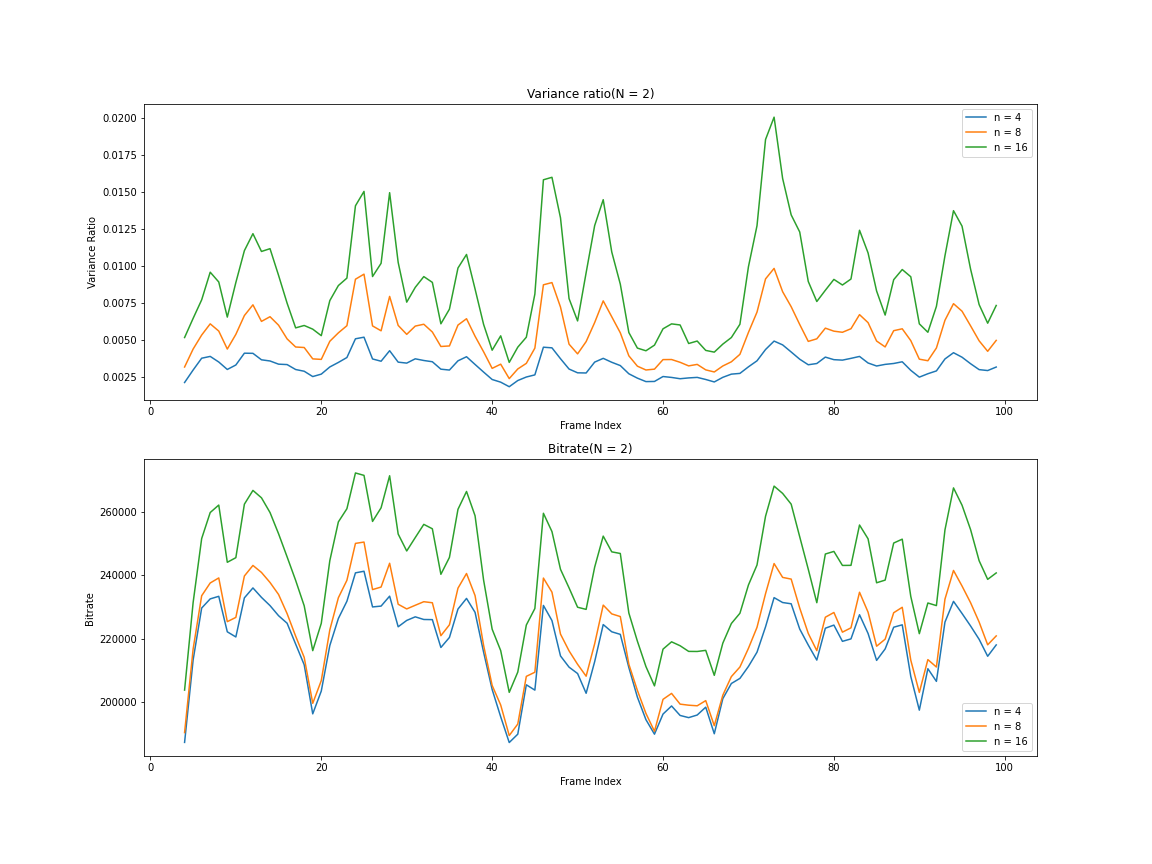 Variance ratio(N = 2)
0.0200
0.0175
0.0150
0.0125
0.0100
0.0075
0.0050
0.0025
Variance Ratio
n = 4
n = 8
n = 16
0 20 40 60 80 100
Frame Index
Bitrate(N = 2)
260000
240000
220000
200000
Bitrate
n = 4
n = 8
n = 16
0 20 40 60 80 100
Frame Index